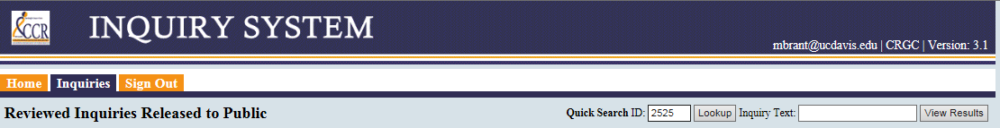 CCR
INQUIRY SYSTEM
mbrant@ucdavis.edu | CRGC | Version: 3.1
Home Inquiries Sign Out
Reviewed Inquiries Released to Public Quick Search ID: 2525 Lookup Inquiry Text: View Results